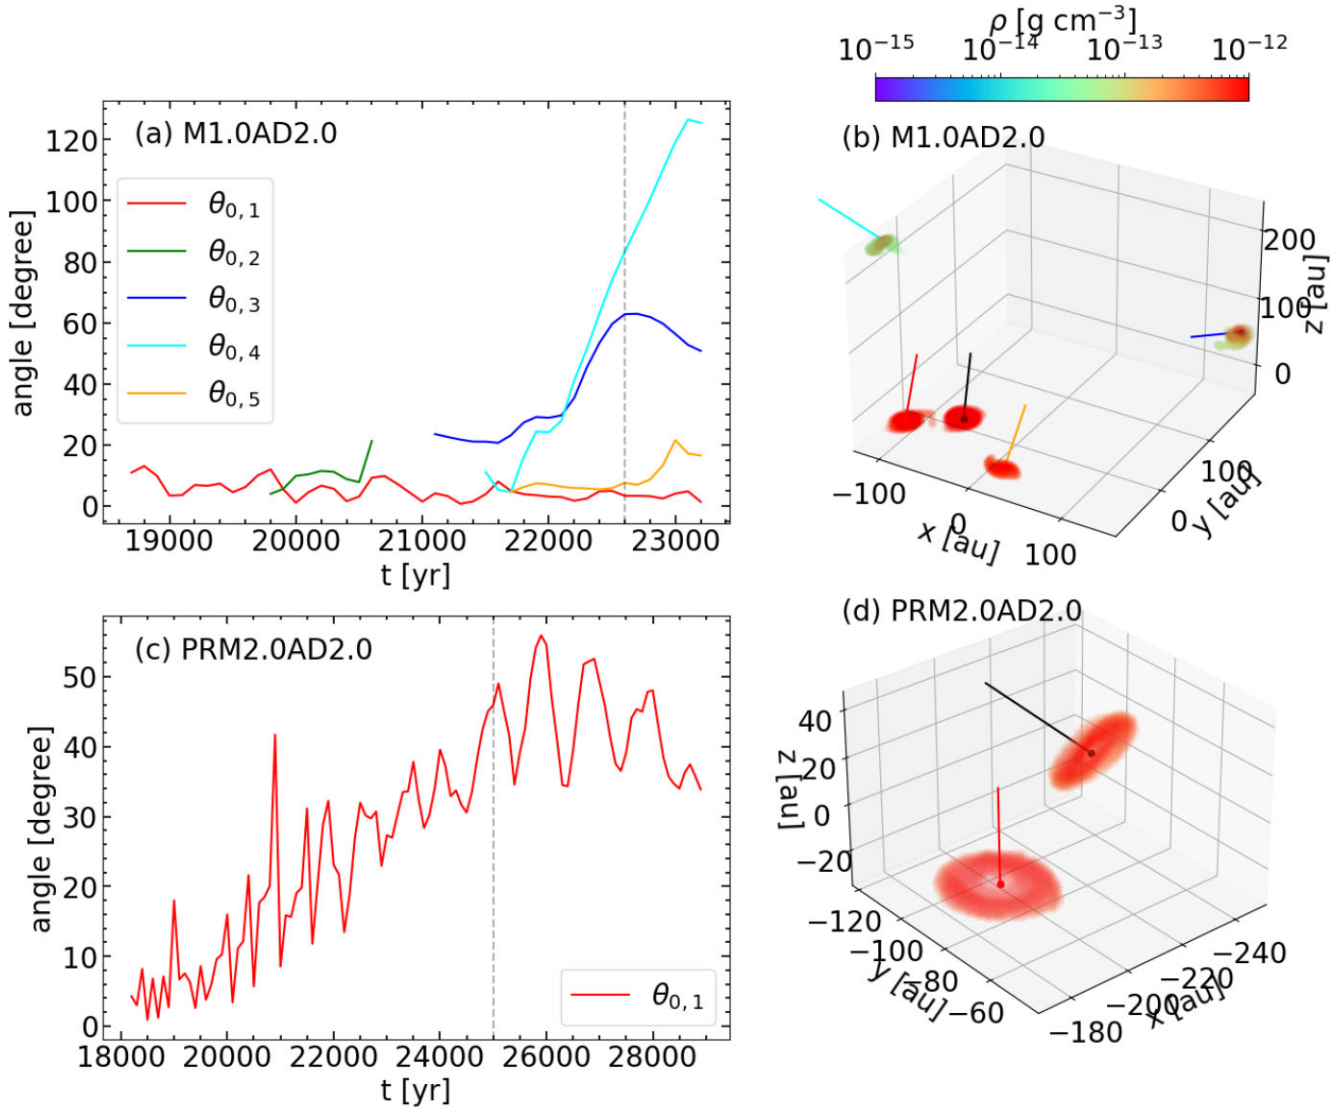 ρ [g cm⁻³]
10⁻¹⁵ 10⁻¹⁴ 10⁻¹³ 10⁻¹²
(a) M1.0AD2.0
θ0,1
θ0,2
θ0,3
θ0,4
θ0,5
120
100
80
60
40
20
0
angle [degree]
19000 20000 21000 22000 23000
t [yr]
(b) M1.0AD2.0
200
100
0
z [au]
−100 0 100
x [au]
0 100
y [au]
(c) PRM2.0AD2.0
50
40
30
20
10
0
angle [degree]
θ0,1
18000 20000 22000 24000 26000 28000
t [yr]
(d) PRM2.0AD2.0
40
20
0
−20
z [au]
−120
−100
−80
−60
y [au]
−240
−220
−200
−180
x [au]